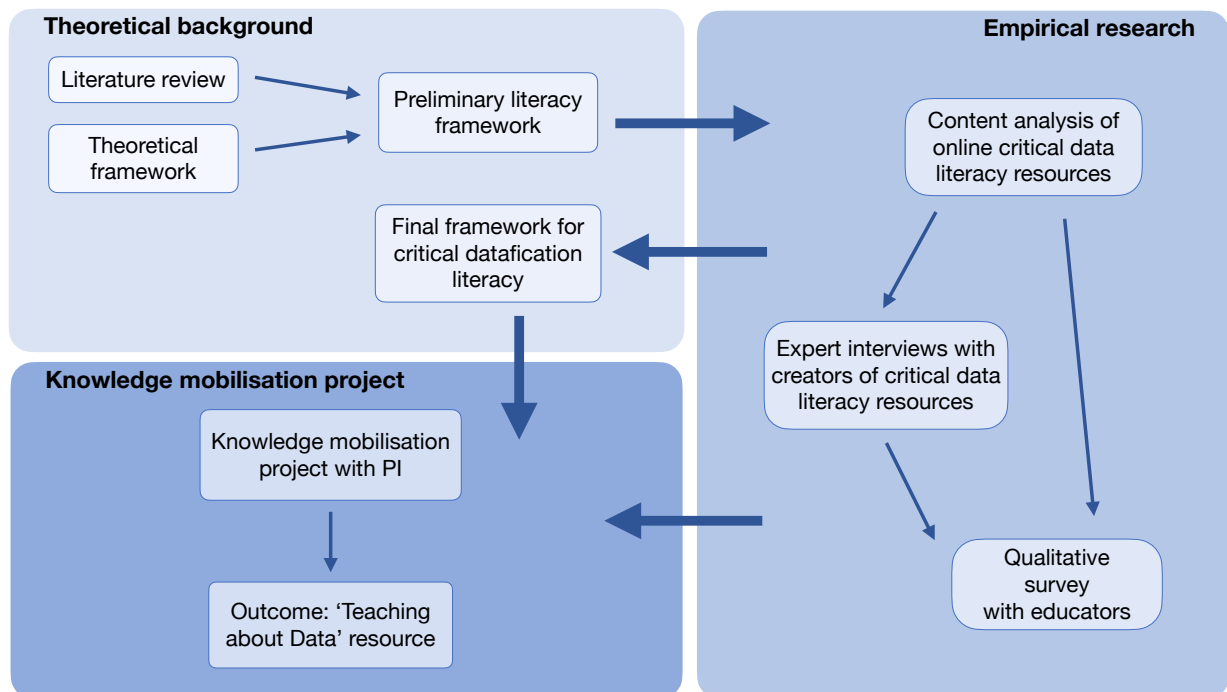 Theoretical background
Literature review
Theoretical
framework
Preliminary literacy
framework
Final framework for
critical datafication
literacy
Empirical research
Content analysis of
online critical data
literacy resources
Expert interviews with
creators of critical data
literacy resources
Qualitative
survey
with educators
Knowledge mobilisation project
Knowledge mobilisation
project with PI
Outcome: ‘Teaching
about Data’ resource